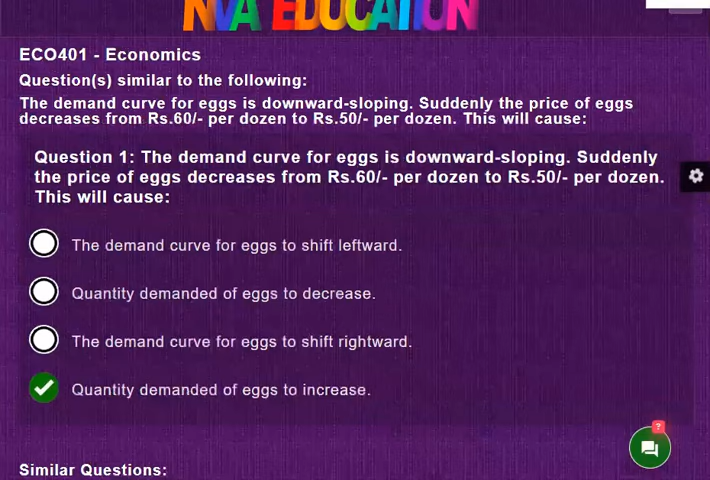 NVA EDUCATION
ECO401 - Economics
Question(s) similar to the following:
The demand curve for eggs is downward-sloping. Suddenly the price of eggs
decreases from Rs.60/- per dozen to Rs.50/- per dozen. This will cause:
Question 1: The demand curve for eggs is downward-sloping. Suddenly
the price of eggs decreases from Rs.60/- per dozen to Rs.50/- per dozen.
This will cause:
The demand curve for eggs to shift leftward.
Quantity demanded of eggs to decrease.
The demand curve for eggs to shift rightward.
Quantity demanded of eggs to increase.
?
Similar Questions: